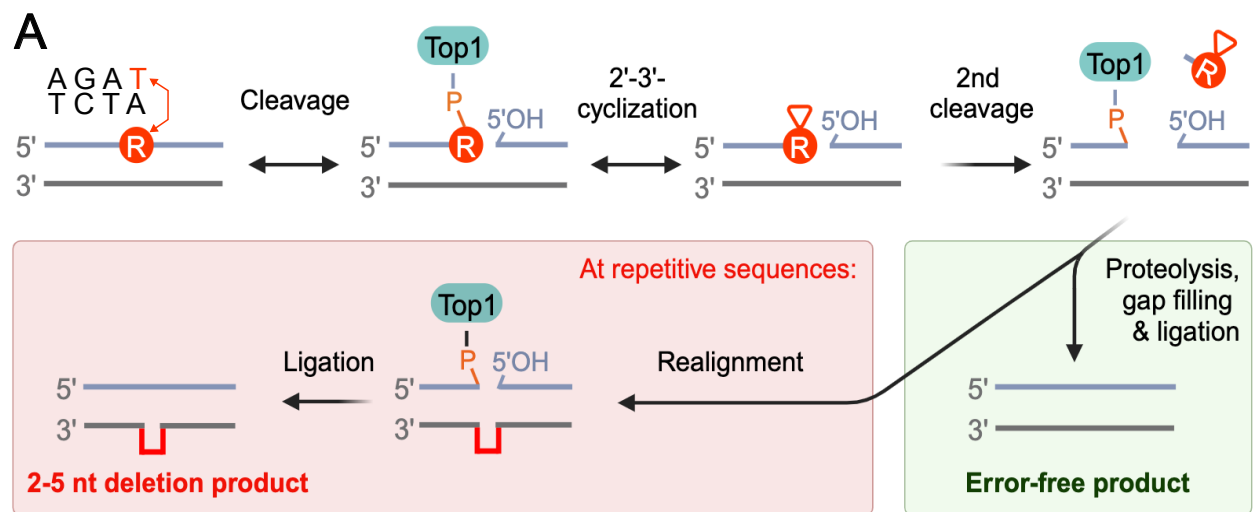 A
AGAT
TCTA
R
5'
3'
Cleavage
Top1
P
R
5'OH
5'
3'
2'-3'-
cyclization
R
5'OH
5'
3'
2nd
cleavage
Top1
P
R
5'OH
5'
3'
At repetitive sequences:
Proteolysis,
gap filling
& ligation
Realignment
Top1
P
5'OH
5'
3'
Ligation
5'
3'
2-5 nt deletion product
5'
3'
Error-free product